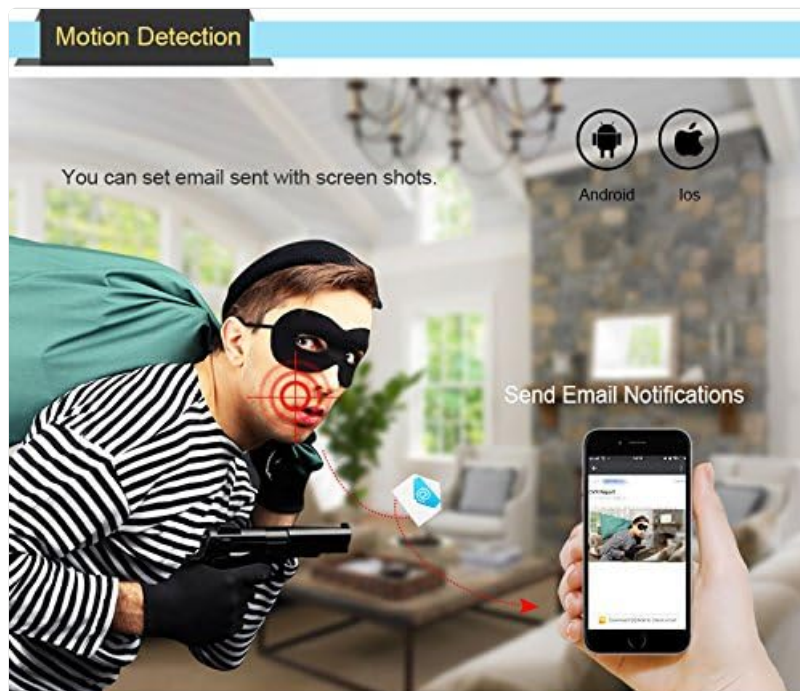 Motion Detection
You can set email sent with screen shots.
Android
Ios
Send Email Notifications